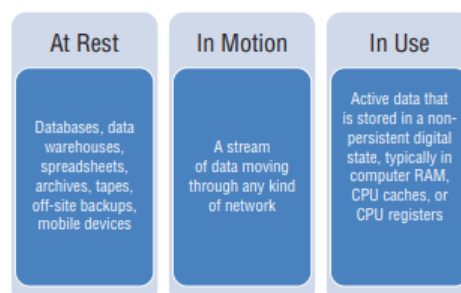 At Rest
Databases, data
warehouses,
spreadsheets,
archives, tapes,
off-site backups,
mobile devices
In Motion
A stream
of data moving
through any kind
of network
In Use
Active data that
is stored in a non-
persistent digital
state, typically in
computer RAM,
CPU caches, or
CPU registers